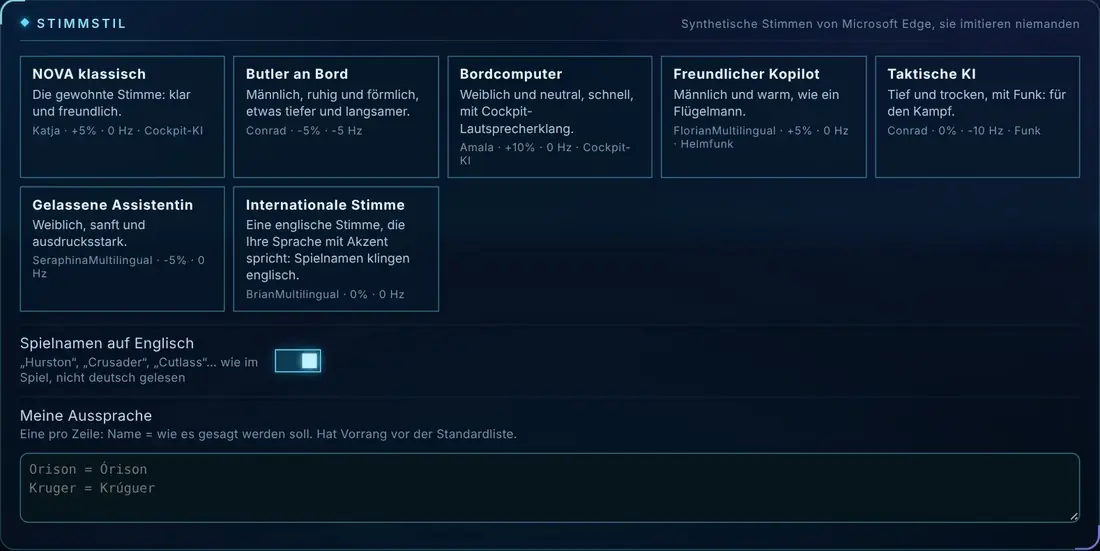 STIMMSTIL
Synthetische Stimmen von Microsoft Edge, sie imitieren niemanden
NOVA klassisch
Die gewohnte Stimme: klar
und freundlich.
Katja · +5% · 0 Hz · Cockpit-KI
Butler an Bord
Männlich, ruhig und förmlich,
etwas tiefer und langsamer.
Conrad · -5% · -5 Hz
Bordcomputer
Weiblich und neutral, schnell,
mit Cockpit-
Lautsprecherklang.
Amala · +10% · 0 Hz · Cockpit-
KI
Freundlicher Kopilot
Männlich und warm, wie ein
Flügelmann.
FlorianMultilingual · +5% · 0 Hz
· Helmfunk
Taktische KI
Tief und trocken, mit Funk: für
den Kampf.
Conrad · 0% · -10 Hz · Funk
Gelassene Assistentin
Weiblich, sanft und
ausdrucksstark.
SeraphinaMultilingual · -5% · 0
Hz
Internationale Stimme
Eine englische Stimme, die
Ihre Sprache mit Akzent
spricht: Spielnamen klingen
englisch.
BrianMultilingual · 0% · 0 Hz
Spielnamen auf Englisch
„Hurston“, „Crusader“, „Cutlass“... wie im
Spiel, nicht deutsch gelesen
Meine Aussprache
Eine pro Zeile: Name = wie es gesagt werden soll. Hat Vorrang vor der Standardliste.
Orison = Órison
Kruger = Krúguer